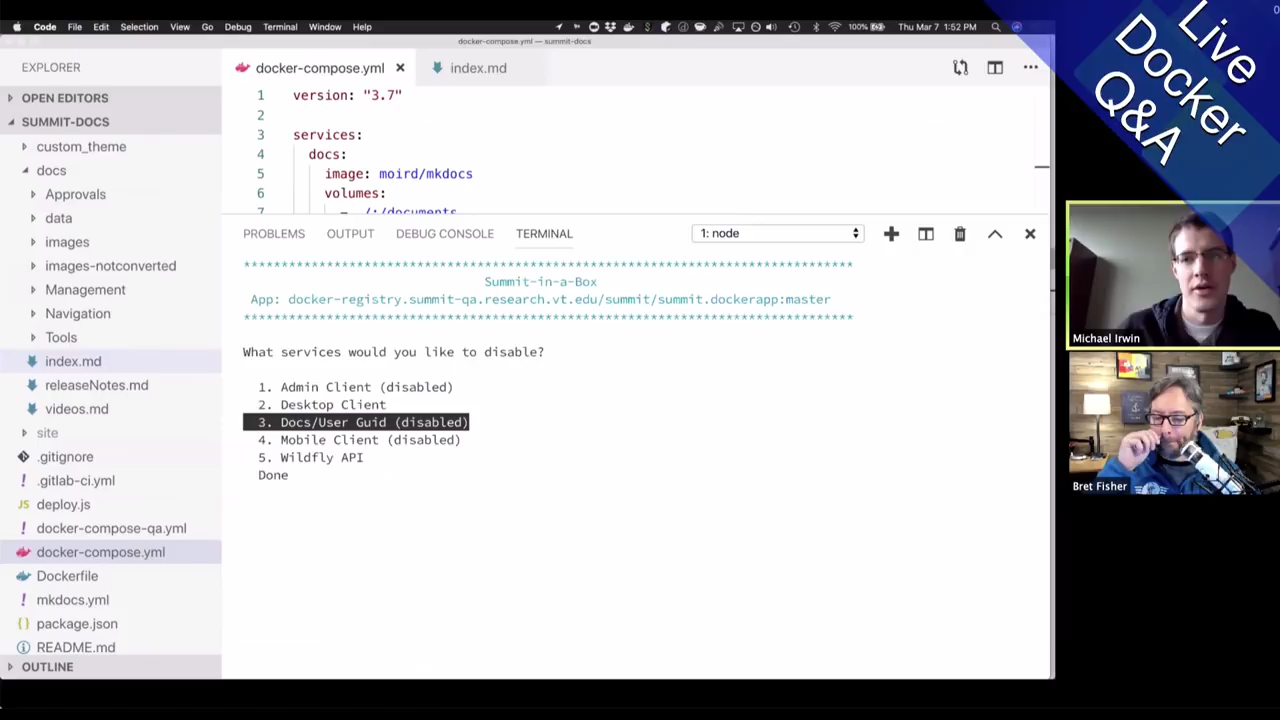 Code File Edit Selection View Go Debug Terminal Window Help 100% Thu Mar 7 1:52 PM
docker-compose.yml — summit-docs
EXPLORER
OPEN EDITORS
SUMMIT-DOCS
custom_theme
docs
Approvals
data
images
images-notconverted
Management
Navigation
Tools
index.md
releaseNotes.md
videos.md
site
.gitignore
.gitlab-ci.yml
JS deploy.js
docker-compose-qa.yml
docker-compose.yml
Dockerfile
mkdocs.yml
package.json
README.md
OUTLINE
docker-compose.yml index.md
1 version: "3.7"
2
3 services:
4 docs:
5 image: moird/mkdocs
6 volumes:
7 - ./:/documents
PROBLEMS OUTPUT DEBUG CONSOLE TERMINAL 1: node
*********************************************************************************
Summit-in-a-Box
App: docker-registry.summit-qa.research.vt.edu/summit/summit.dockerapp:master
*********************************************************************************
What services would you like to disable?
1. Admin Client (disabled)
2. Desktop Client
3. Docs/User Guid (disabled)
4. Mobile Client (disabled)
5. Wildfly API
Done
Live
Docker
Q&A
Michael Irwin
Bret Fisher